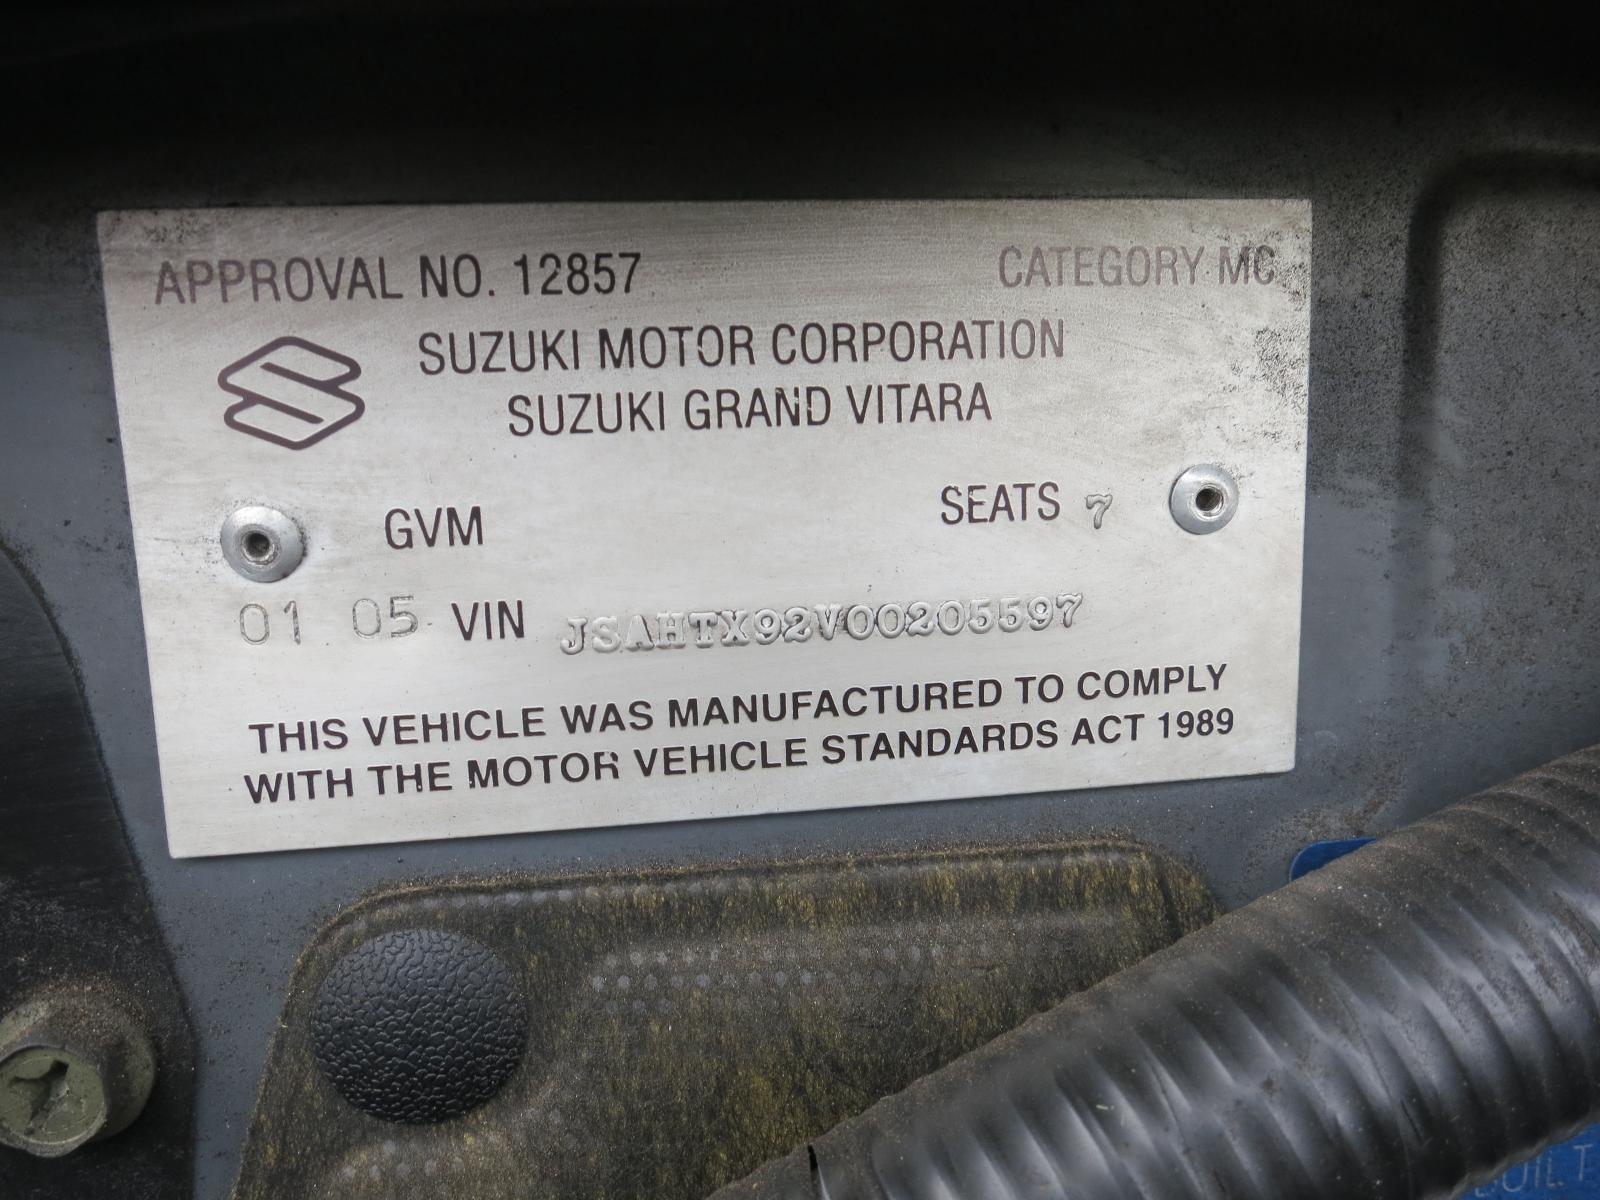 APPROVAL NO. 12857 CATEGORY MC
SUZUKI MOTOR CORPORATION
SUZUKI GRAND VITARA
GVM SEATS 7
01 05 VIN JSAHTX92V00205597
THIS VEHICLE WAS MANUFACTURED TO COMPLY
WITH THE MOTOR VEHICLE STANDARDS ACT 1989